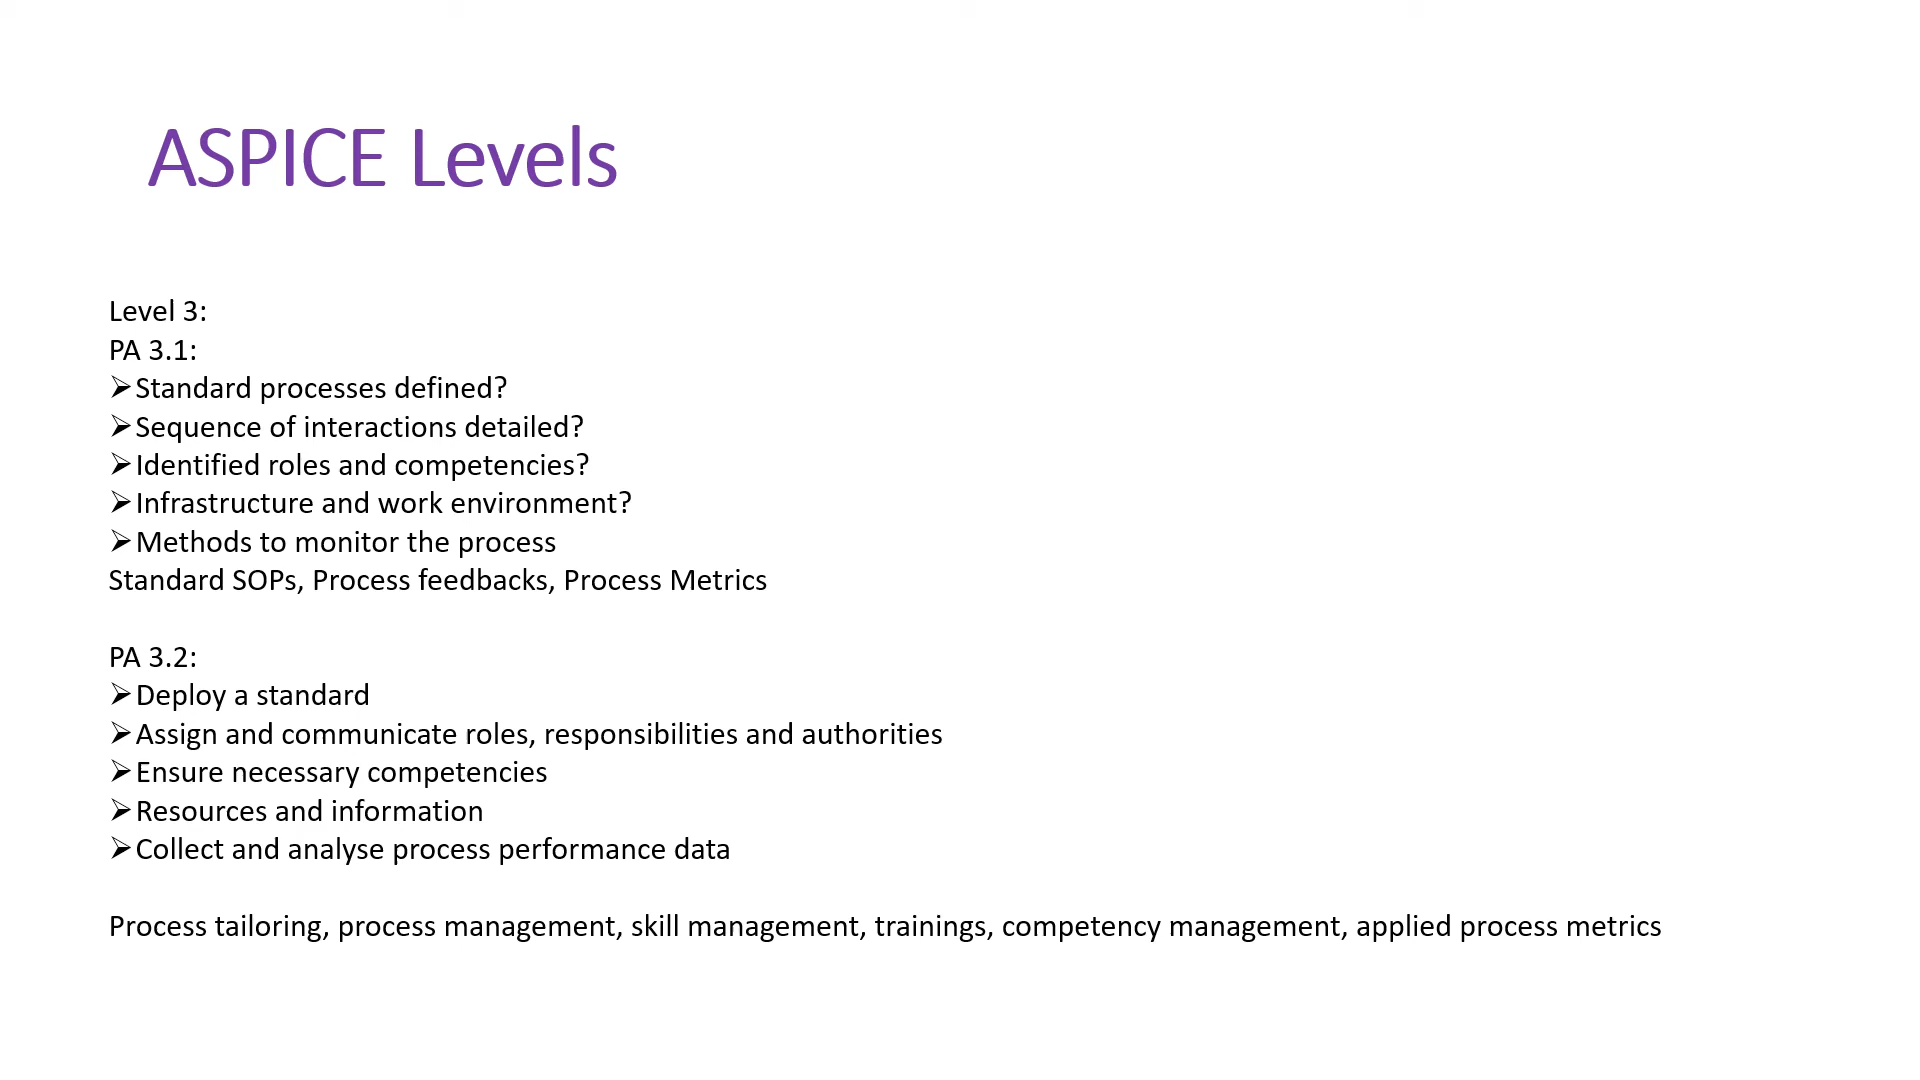 ASPICE Levels
Level 3:
PA 3.1:
➢Standard processes defined?
➢Sequence of interactions detailed?
➢Identified roles and competencies?
➢Infrastructure and work environment?
➢Methods to monitor the process
Standard SOPs, Process feedbacks, Process Metrics
PA 3.2:
➢Deploy a standard
➢Assign and communicate roles, responsibilities and authorities
➢Ensure necessary competencies
➢Resources and information
➢Collect and analyse process performance data
Process tailoring, process management, skill management, trainings, competency management, applied process metrics